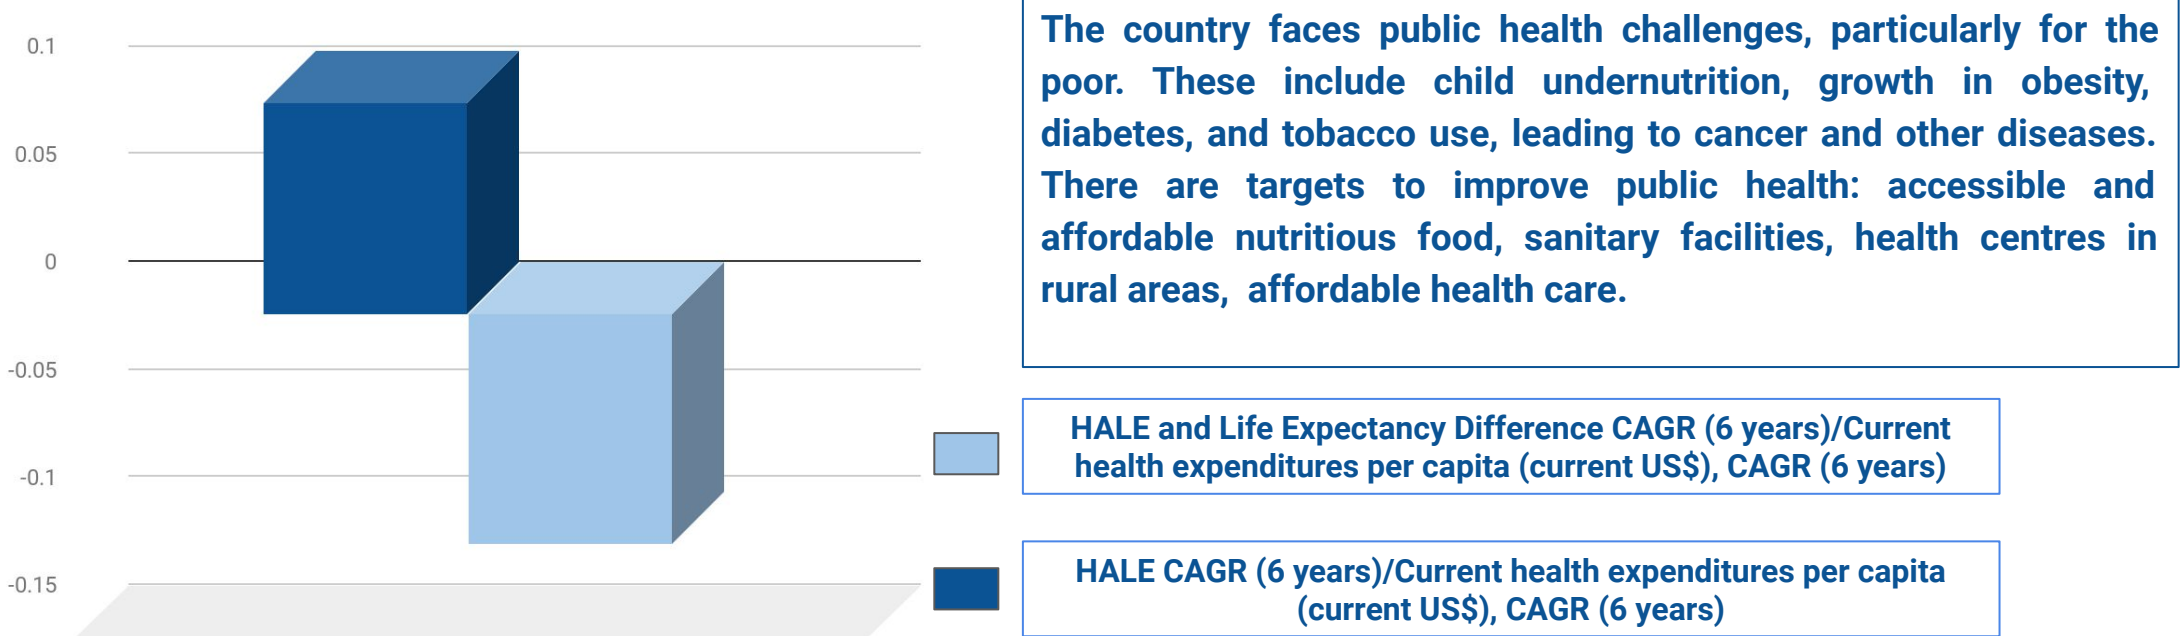 0.1
0.05
0
-0.05
-0.1
-0.15
The country faces public health challenges, particularly for the
poor. These include child undernutrition, growth in obesity,
diabetes, and tobacco use, leading to cancer and other diseases.
There are targets to improve public health: accessible and
affordable nutritious food, sanitary facilities, health centres in
rural areas, affordable health care.
HALE and Life Expectancy Difference CAGR (6 years)/Current
health expenditures per capita (current US$), CAGR (6 years)
HALE CAGR (6 years)/Current health expenditures per capita
(current US$), CAGR (6 years)